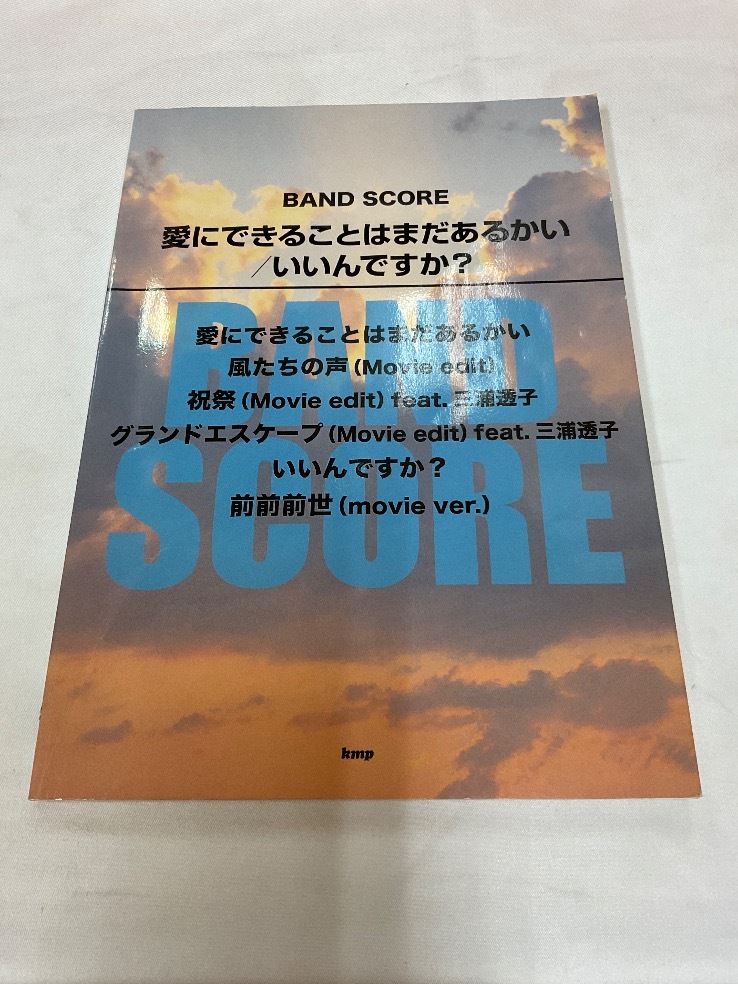 BAND SCORE
愛にできることはまだあるかい
/いいんですか?
BAND
SCORE
愛にできることはまだあるかい
風たちの声(Movie edit)
祝祭(Movie edit) feat. 三浦透子
グランドエスケープ(Movie edit) feat. 三浦透子
いいんですか?
前前前世(movie ver.)
kmp